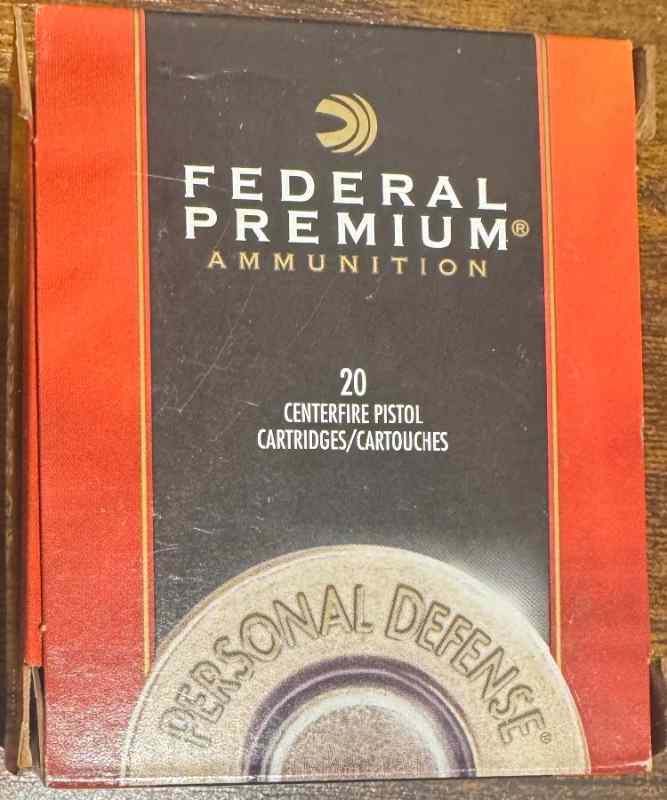 FEDERAL
PREMIUM®
AMMUNITION
20
CENTERFIRE PISTOL
CARTRIDGES/CARTOUCHES
PERSONAL DEFENSE®